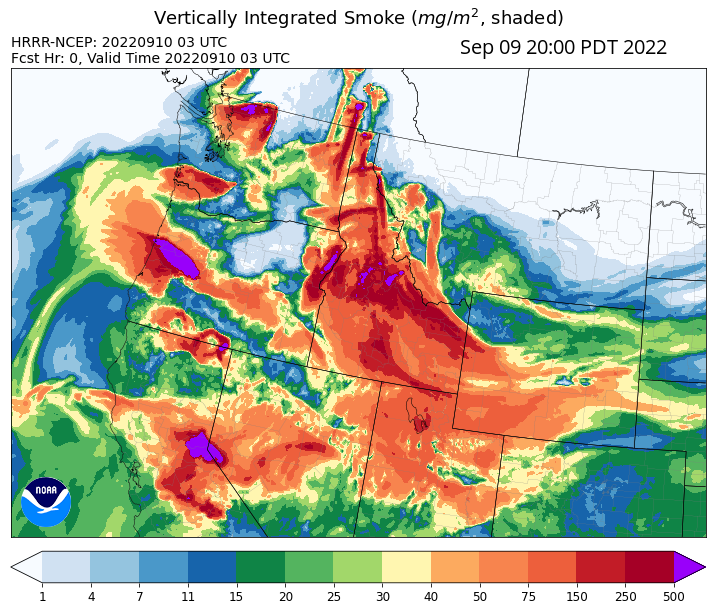 Vertically Integrated Smoke (mg/m², shaded)
HRRR-NCEP: 20220910 03 UTC
Fcst Hr: 0, Valid Time 20220910 03 UTC
Sep 09 20:00 PDT 2022
NOAA
1 4 7 11 15 20 25 30 40 50 75 150 250 500